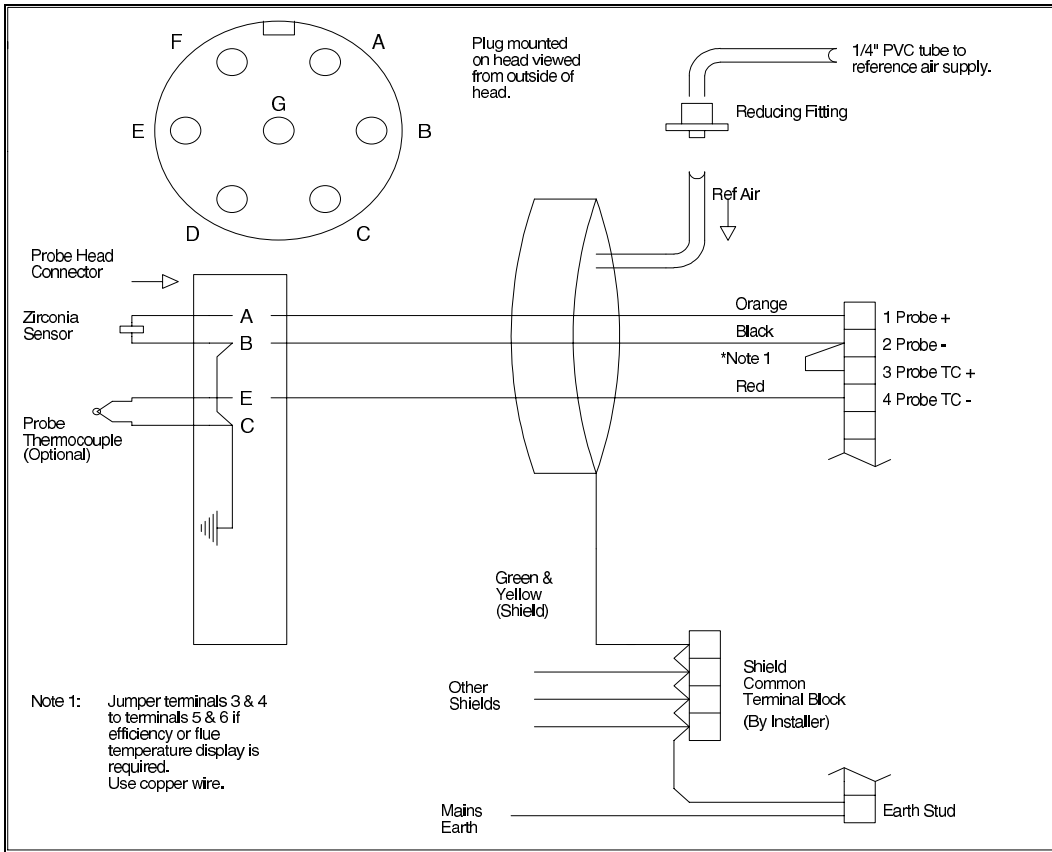 F
A
G
E
B
D
C
Plug mounted
on head viewed
from outside of
head.
1/4" PVC tube to
reference air supply.
Reducing Fitting
Ref Air
Probe Head
Connector
Zirconia
Sensor
A
B
E
C
Probe
Thermocouple
(Optional)
Orange
Black
*Note 1
Red
1 Probe +
2 Probe -
3 Probe TC +
4 Probe TC -
Green &
Yellow
(Shield)
Other
Shields
Shield
Common
Terminal Block
(By Installer)
Note 1:
Jumper terminals 3 & 4
to terminals 5 & 6 if
efficiency or flue
temperature display is
required.
Use copper wire.
Mains
Earth
Earth Stud